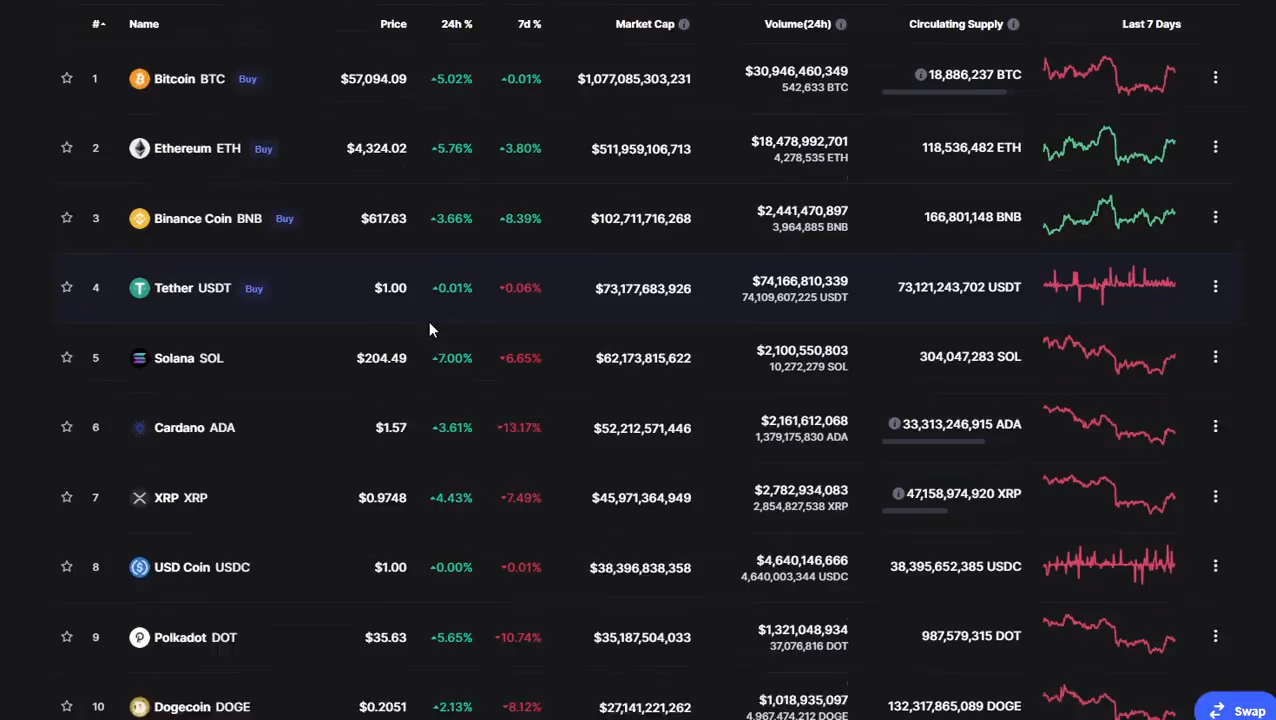 # Name Price 24h % 7d % Market Cap Volume(24h) Circulating Supply Last 7 Days
1 Bitcoin BTC Buy $57,094.09 5.02% 0.01% $1,077,085,303,231 $30,946,460,349 18,886,237 BTC
542,633 BTC
2 Ethereum ETH Buy $4,324.02 5.76% 3.80% $511,959,106,713 $18,478,992,701 118,536,482 ETH
4,278,535 ETH
3 Binance Coin BNB Buy $617.63 3.66% 8.39% $102,711,716,268 $2,441,470,897 166,801,148 BNB
3,964,885 BNB
4 Tether USDT Buy $1.00 0.01% 0.06% $73,177,683,926 $74,166,810,339 73,121,243,702 USDT
74,109,607,225 USDT
5 Solana SOL $204.49 7.00% 6.65% $62,173,815,622 $2,100,550,803 304,047,283 SOL
10,272,279 SOL
6 Cardano ADA $1.57 3.61% 13.17% $52,212,571,446 $2,161,612,068 33,313,246,915 ADA
1,379,175,830 ADA
7 XRP XRP $0.9748 4.43% 7.49% $45,971,364,949 $2,782,934,083 47,158,974,920 XRP
2,854,827,538 XRP
8 USD Coin USDC $1.00 0.00% 0.01% $38,396,838,358 $4,640,146,666 38,395,652,385 USDC
4,640,003,344 USDC
9 Polkadot DOT $35.63 5.65% 10.74% $35,187,504,033 $1,321,048,934 987,579,315 DOT
37,076,816 DOT
10 Dogecoin DOGE $0.2051 2.13% 8.12% $27,141,221,262 $1,018,935,097 132,317,865,089 DOGE
4,967,474,212 DOGE
Swap